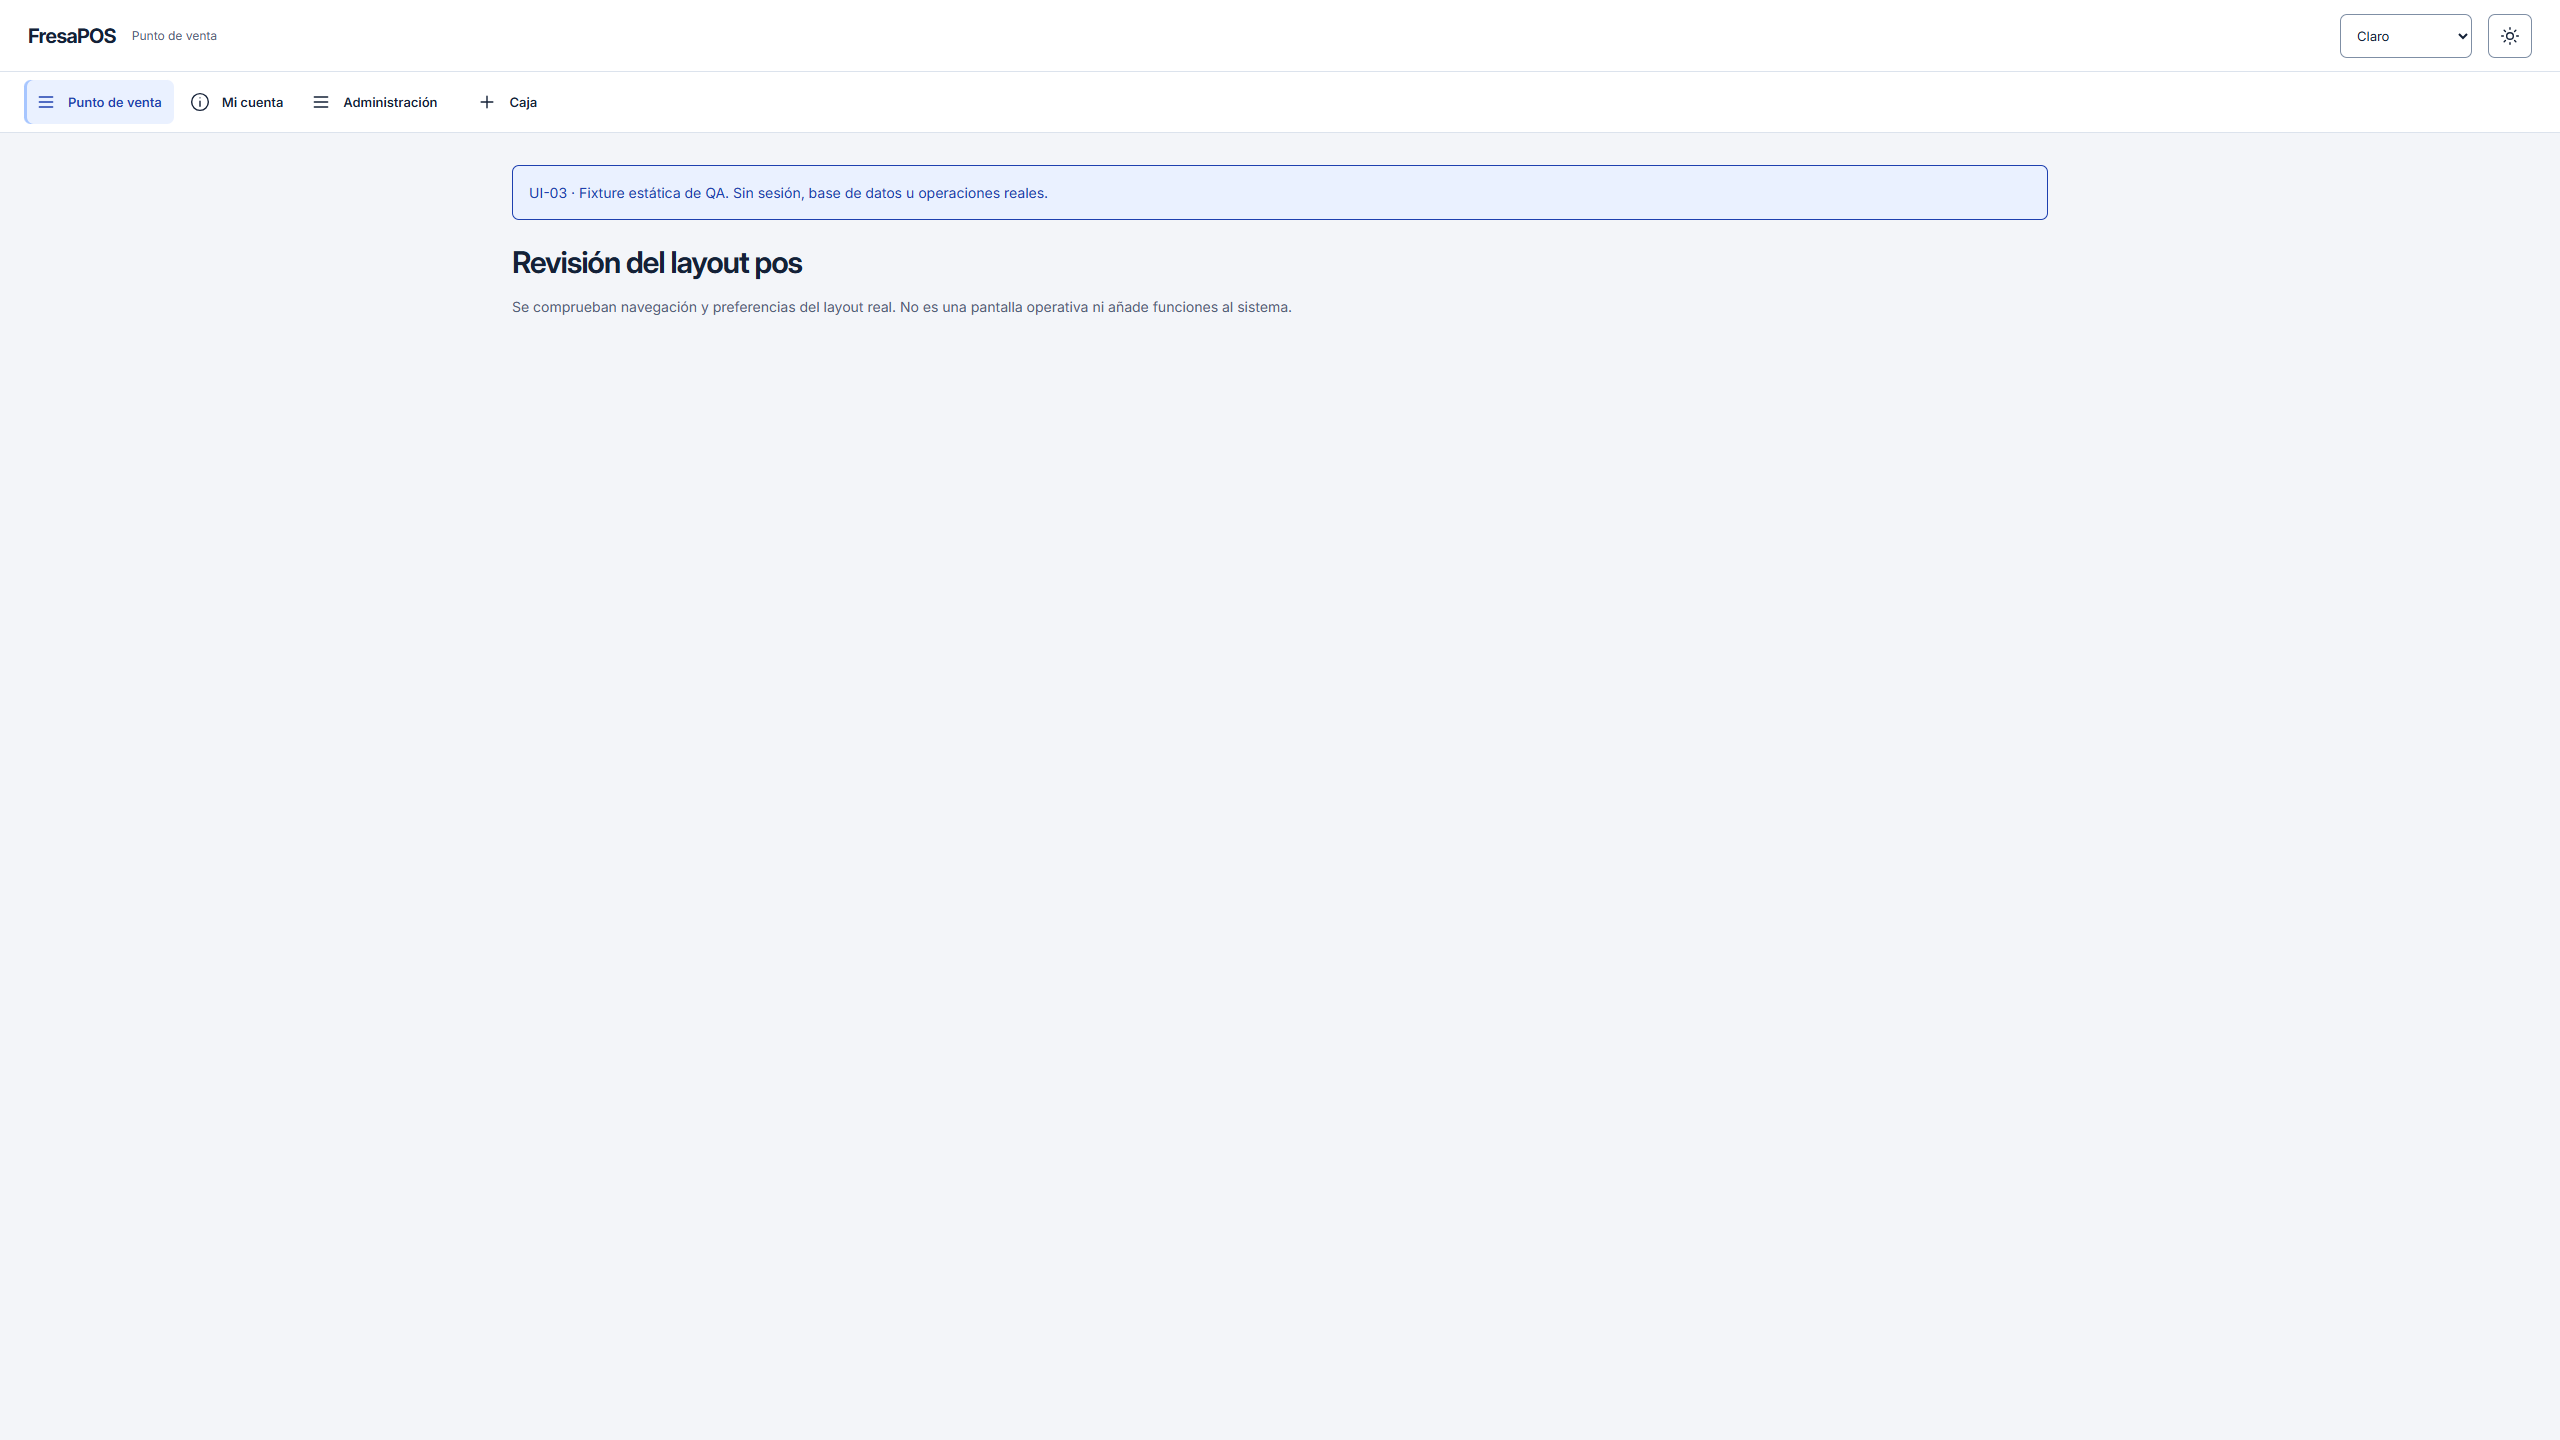 FresaPOS Punto de venta Claro
Punto de venta Mi cuenta Administración Caja
UI-03 · Fixture estática de QA. Sin sesión, base de datos u operaciones reales.
Revisión del layout pos
Se comprueban navegación y preferencias del layout real. No es una pantalla operativa ni añade funciones al sistema.